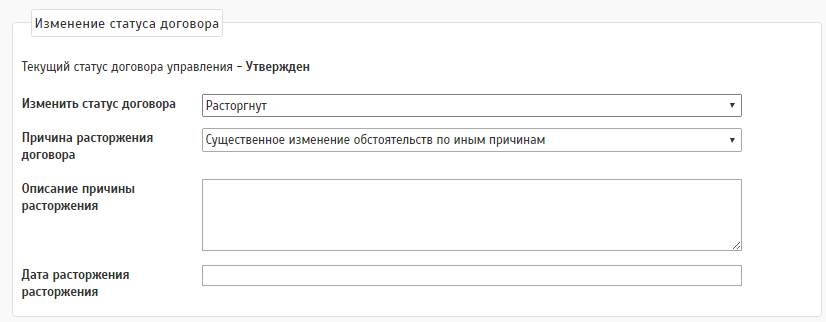 Изменение статуса договора
Текущий статус договора управления - Утвержден
Изменить статус договора
Расторгнут
Причина расторжения
договора
Существенное изменение обстоятельств по иным причинам
Описание причины
расторжения
Дата расторжения
расторжения